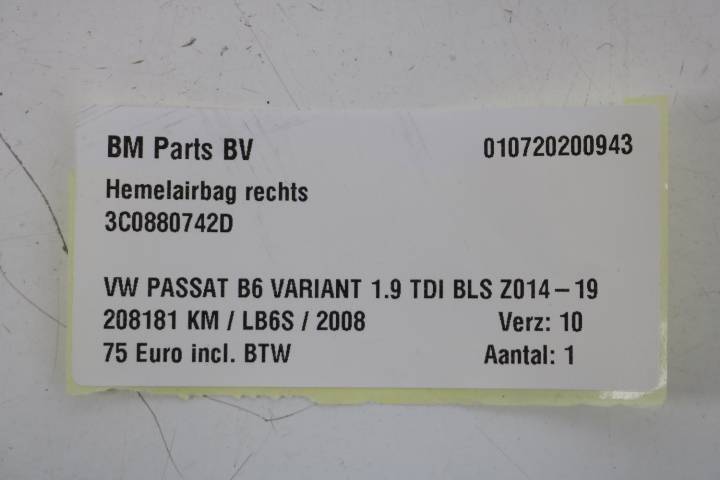 BM Parts BV 010720200943
Hemelairbag rechts
3C0880742D
VW PASSAT B6 VARIANT 1.9 TDI BLS Z014-19
208181 KM / LB6S / 2008 Verz: 10
75 Euro incl. BTW Aantal: 1